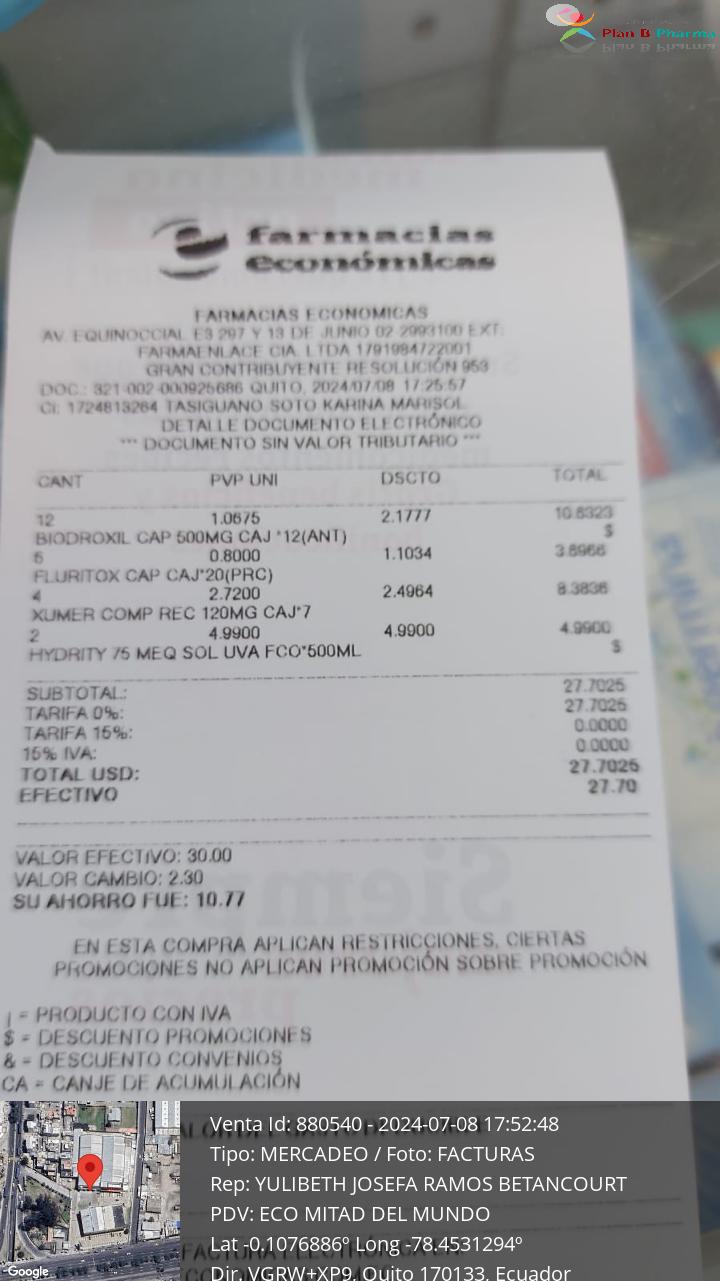 Plan B Pharma
farmacias
económicas
FARMACIAS ECONOMICAS
AV. EQUINOCCIAL E3 297 Y 13 DE JUNIO 02 2993100 EXT:
FARMAENLACE CIA. LTDA 1791984722001
GRAN CONTRIBUYENTE RESOLUCIÓN 953
DOC.: 321-002-000925686 QUITO, 2024/07/08 17:25:57
CI: 1724813264 TASIGUANO SOTO KARINA MARISOL
DETALLE DOCUMENTO ELECTRÓNICO
*** DOCUMENTO SIN VALOR TRIBUTARIO ***
CANT PVP UNI DSCTO TOTAL
12 1.0675 2.1777 10.6323
BIODROXIL CAP 500MG CAJ *12(ANT) $
6 0.8000 1.1034 3.6966
FLURITOX CAP CAJ*20(PRC)
4 2.7200 2.4964 8.3836
XUMER COMP REC 120MG CAJ*7
2 4.9900 4.9900 4.9900
HYDRITY 75 MEQ SOL UVA FCO*500ML $
SUBTOTAL: 27.7025
TARIFA 0%: 27.7025
TARIFA 15%: 0.0000
15% IVA: 0.0000
TOTAL USD: 27.7025
EFECTIVO 27.70
VALOR EFECTIVO: 30.00
VALOR CAMBIO: 2.30
SU AHORRO FUE: 10.77
EN ESTA COMPRA APLICAN RESTRICCIONES, CIERTAS
PROMOCIONES NO APLICAN PROMOCIÓN SOBRE PROMOCIÓN
¡ = PRODUCTO CON IVA
$ = DESCUENTO PROMOCIONES
& = DESCUENTO CONVENIOS
CA = CANJE DE ACUMULACIÓN
Venta Id: 880540 - 2024-07-08 17:52:48
Tipo: MERCADEO / Foto: FACTURAS
Rep: YULIBETH JOSEFA RAMOS BETANCOURT
PDV: ECO MITAD DEL MUNDO
Lat -0.1076886º Long -78.4531294º
Dir. VGRW+XP9, Quito 170133, Ecuador
Google